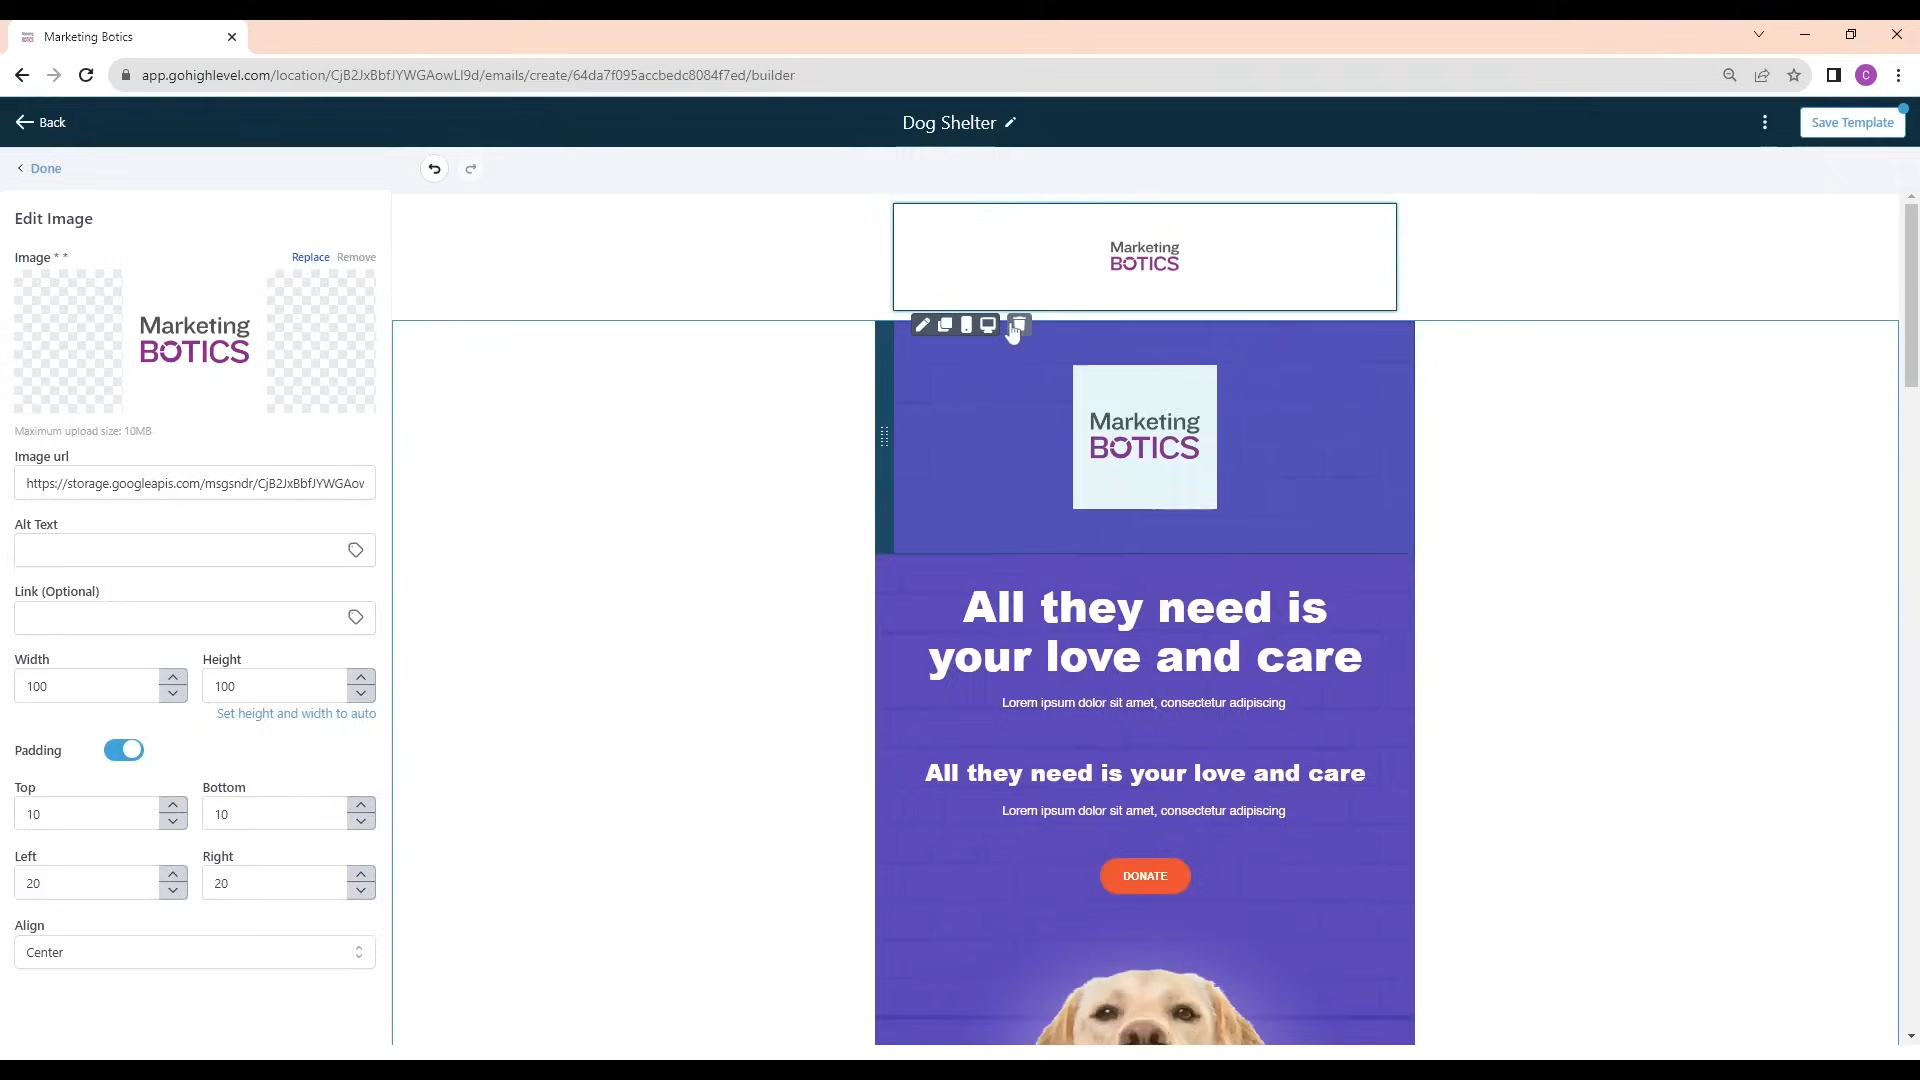 Marketing Botics
app.gohighlevel.com/location/CjB2JxBbfJYWGAowLI9d/emails/create/64da7f095accbedc8084f7ed/builder
C
Back
Dog Shelter
Save Template
Done
Edit Image
Image * *
Replace Remove
Marketing
BOTICS
Maximum upload size: 10MB
Image url
https://storage.googleapis.com/msgsndr/CjB2JxBbfJYWGAov
Alt Text
Link (Optional)
Width Height
100 100
Set height and width to auto
Padding
Top Bottom
10 10
Left Right
20 20
Align
Center
Marketing
BOTICS
Marketing
BOTICS
All they need is
your love and care
Lorem ipsum dolor sit amet, consectetur adipiscing
All they need is your love and care
Lorem ipsum dolor sit amet, consectetur adipiscing
DONATE